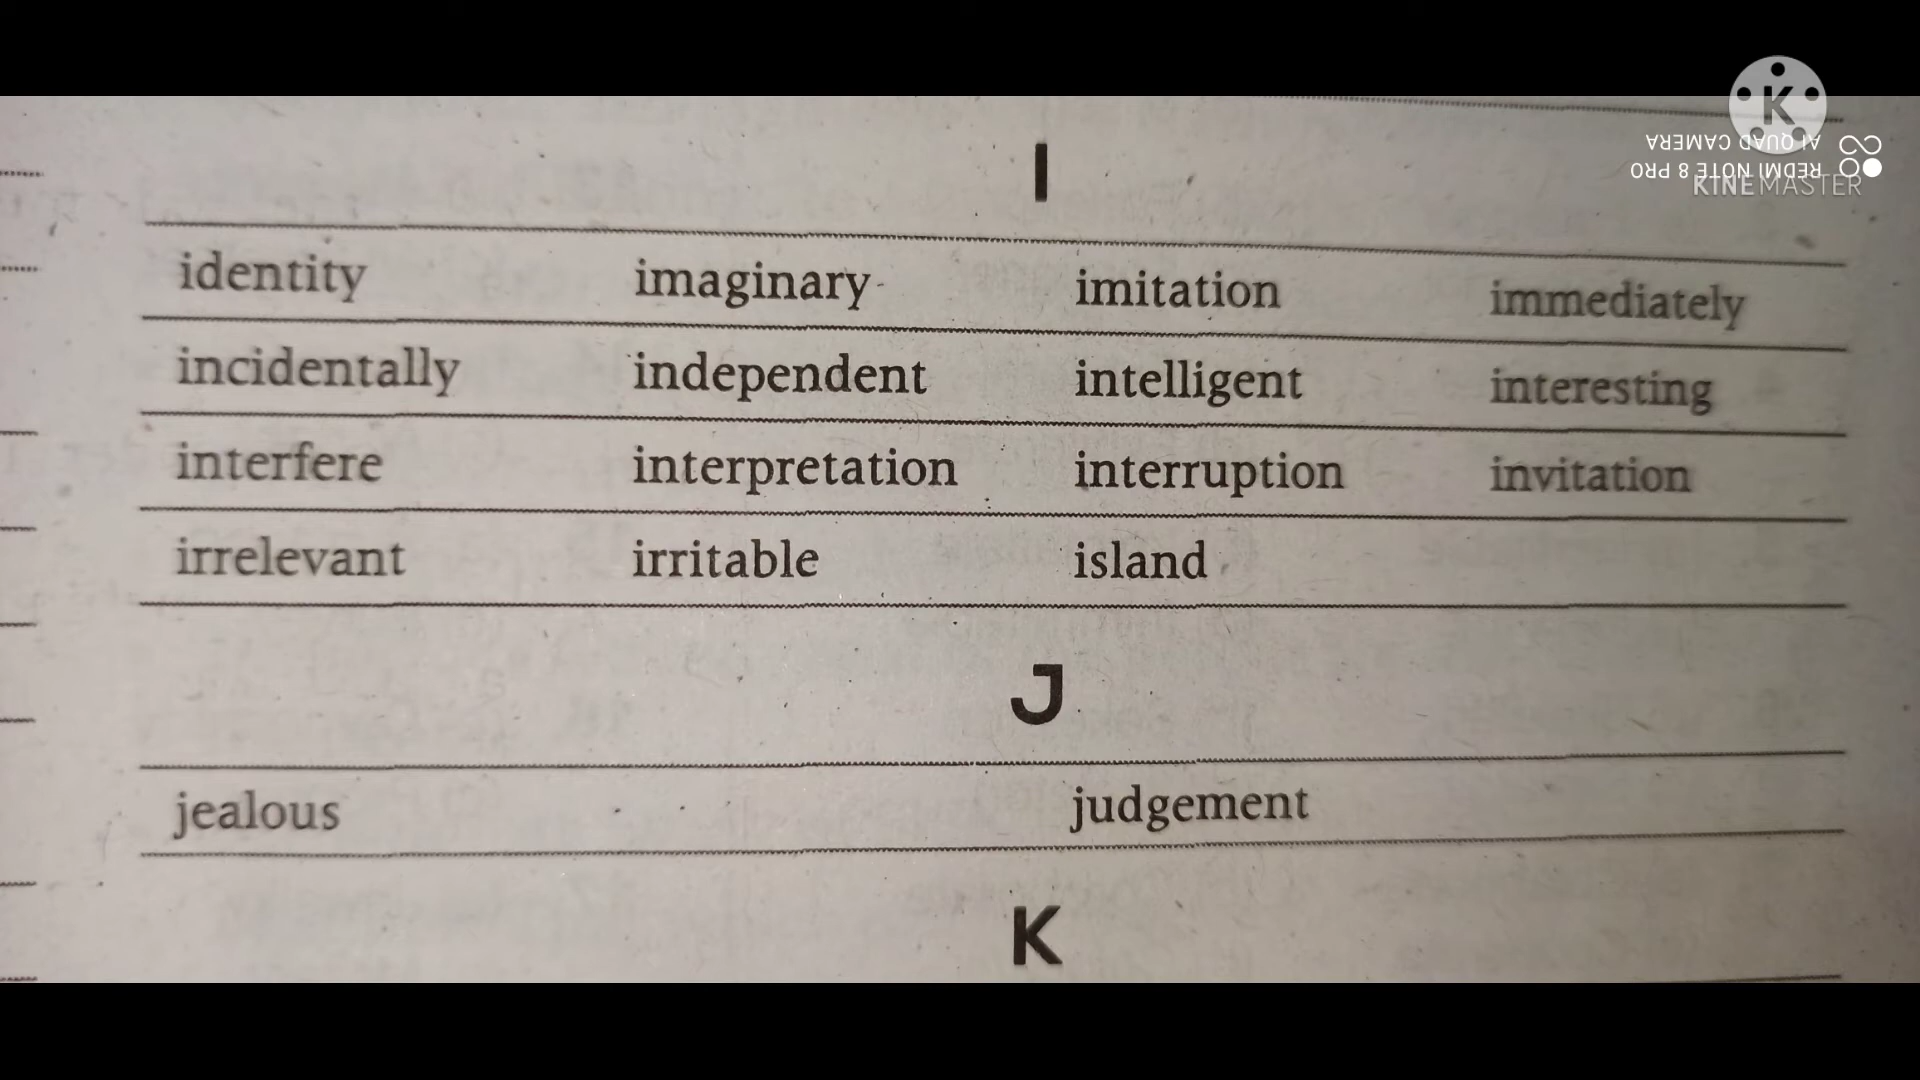 I
identity imaginary imitation immediately
incidentally independent intelligent interesting
interfere interpretation interruption invitation
irrelevant irritable island
J
jealous judgement
K
K
KINEMASTER
REDMI NOTE 8 PRO
AI QUAD CAMERA